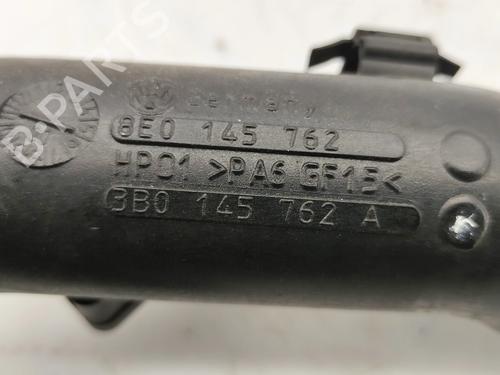 B-PARTS
Germany
8E0 145 762
HP01 >PA6 GF15<
3B0 145 762 A